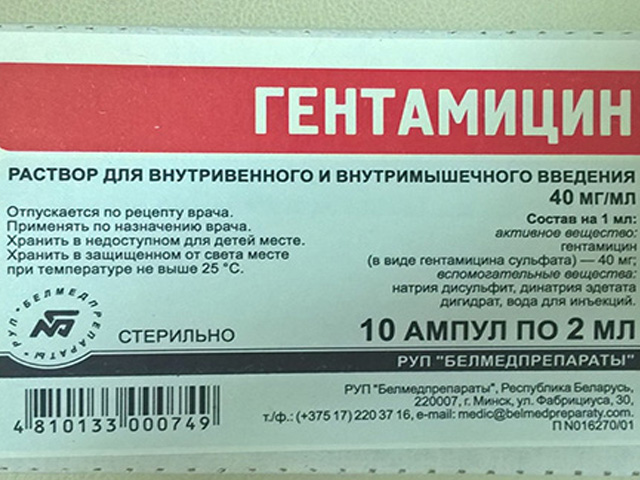 ГЕНТАМИЦИН
РАСТВОР ДЛЯ ВНУТРИВЕННОГО И ВНУТРИМЫШЕЧНОГО ВВЕДЕНИЯ
40 МГ/МЛ
Отпускается по рецепту врача.
Применять по назначению врача.
Хранить в недоступном для детей месте.
Хранить в защищенном от света месте
при температуре не выше 25 °С.
Состав на 1 мл:
активное вещество:
гентамицин
(в виде гентамицина сульфата) — 40 мг;
вспомогательные вещества:
натрия дисульфит, динатрия эдетата
дигидрат, вода для инъекций.
РУП · БЕЛМЕДПРЕПАРАТЫ ·
СТЕРИЛЬНО
10 АМПУЛ ПО 2 МЛ
РУП "БЕЛМЕДПРЕПАРАТЫ"
РУП "Белмедпрепараты", Республика Беларусь,
220007, г. Минск, ул. Фабрициуса, 30,
т./ф.: (+375 17) 220 37 16, e-mail: medic@belmedpreparaty.com
П N016270/01
4 810133 000749